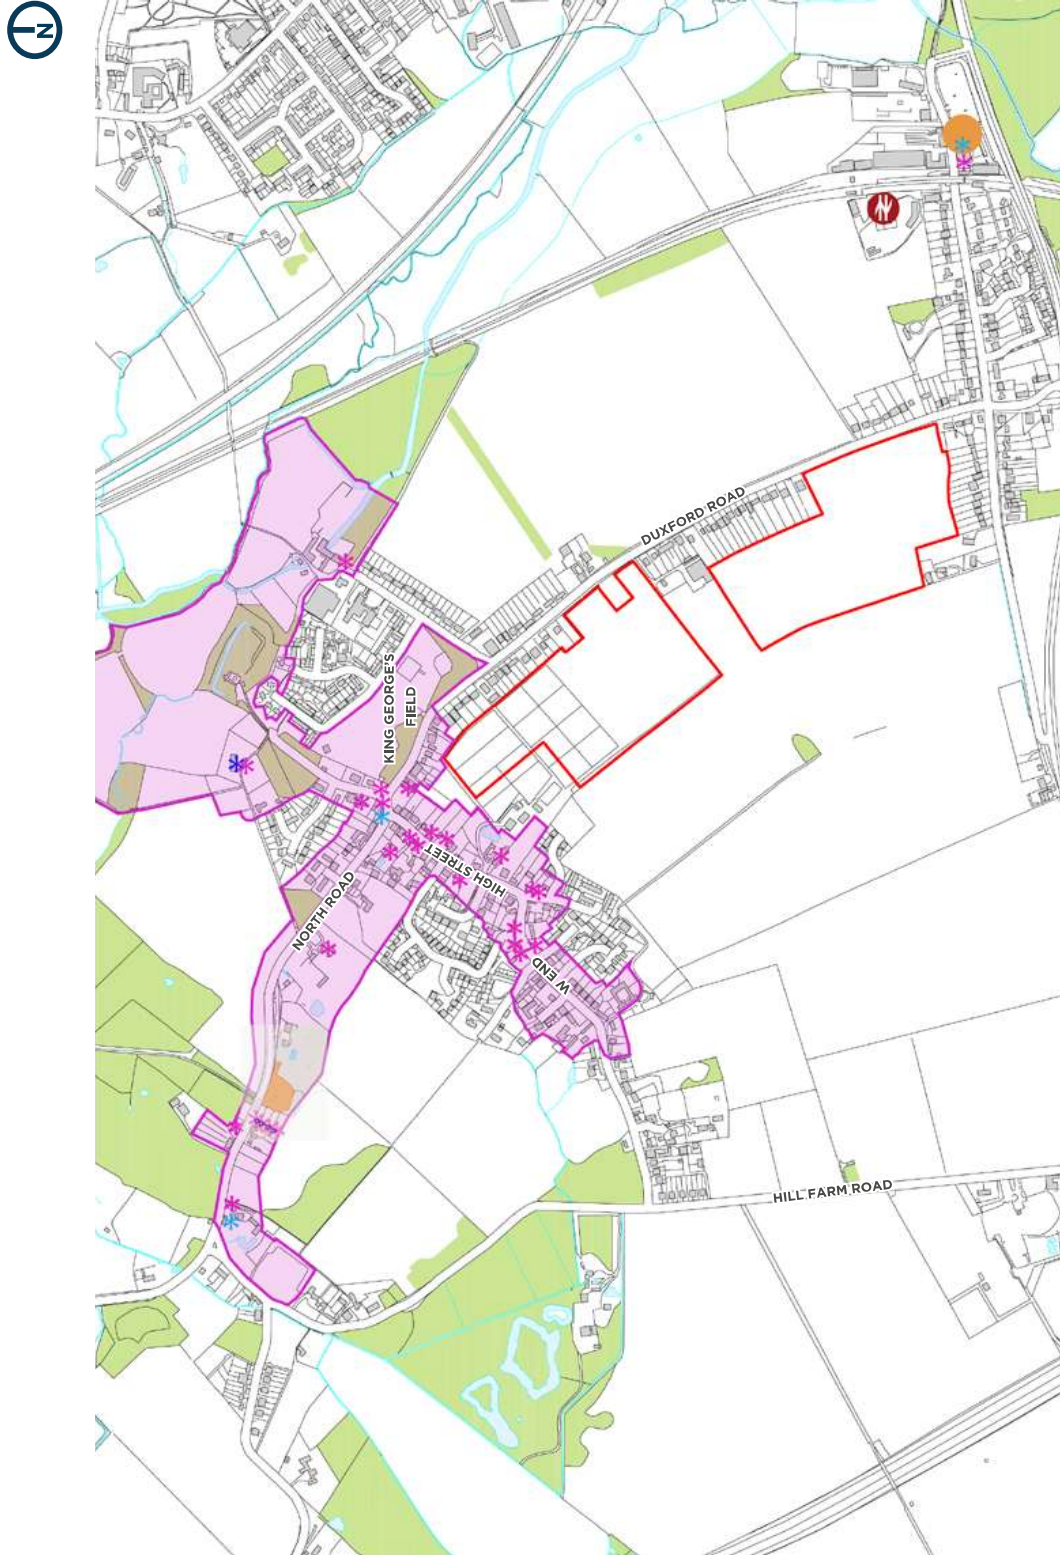 N
DUXFORD ROAD
KING GEORGE'S
FIELD
HIGH STREET
NORTH ROAD
W END
HILL FARM ROAD